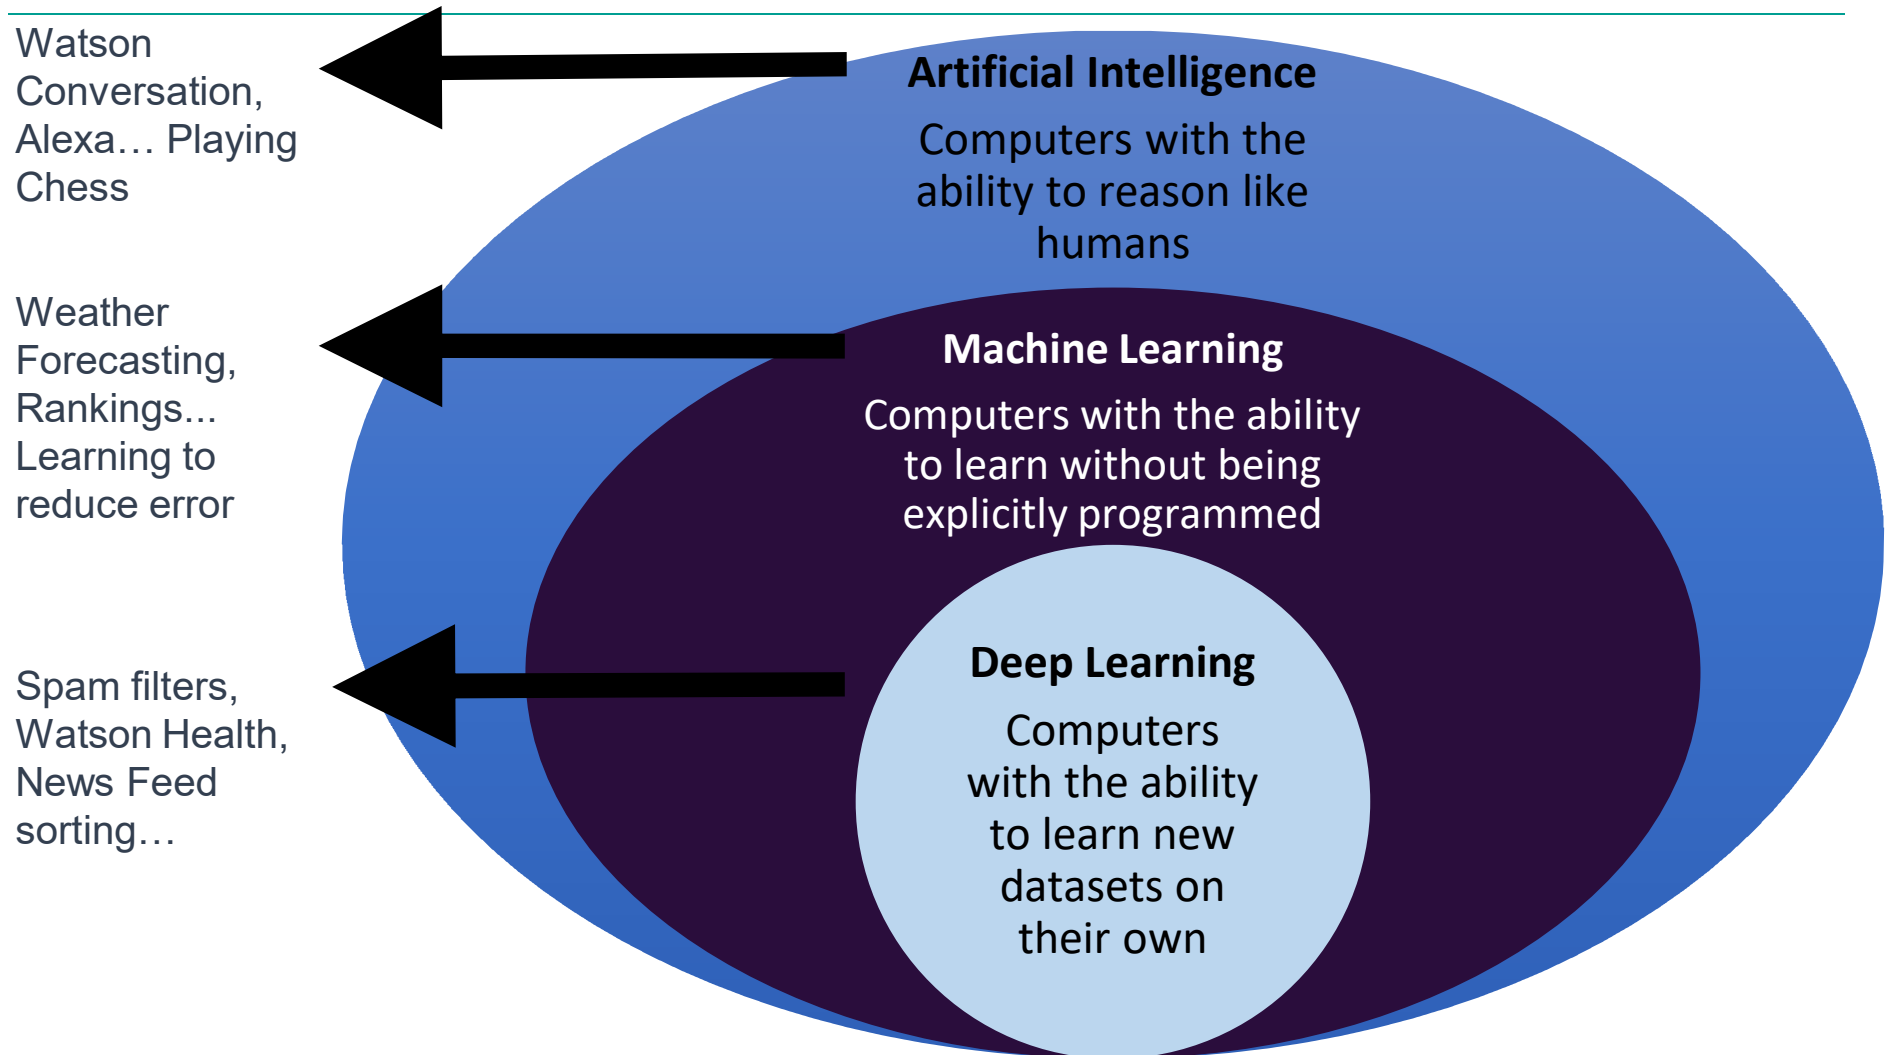 Watson
Conversation,
Alexa… Playing
Chess
Artificial Intelligence
Computers with the
ability to reason like
humans
Weather
Forecasting,
Rankings...
Learning to
reduce error
Machine Learning
Computers with the ability
to learn without being
explicitly programmed
Spam filters,
Watson Health,
News Feed
sorting…
Deep Learning
Computers
with the ability
to learn new
datasets on
their own